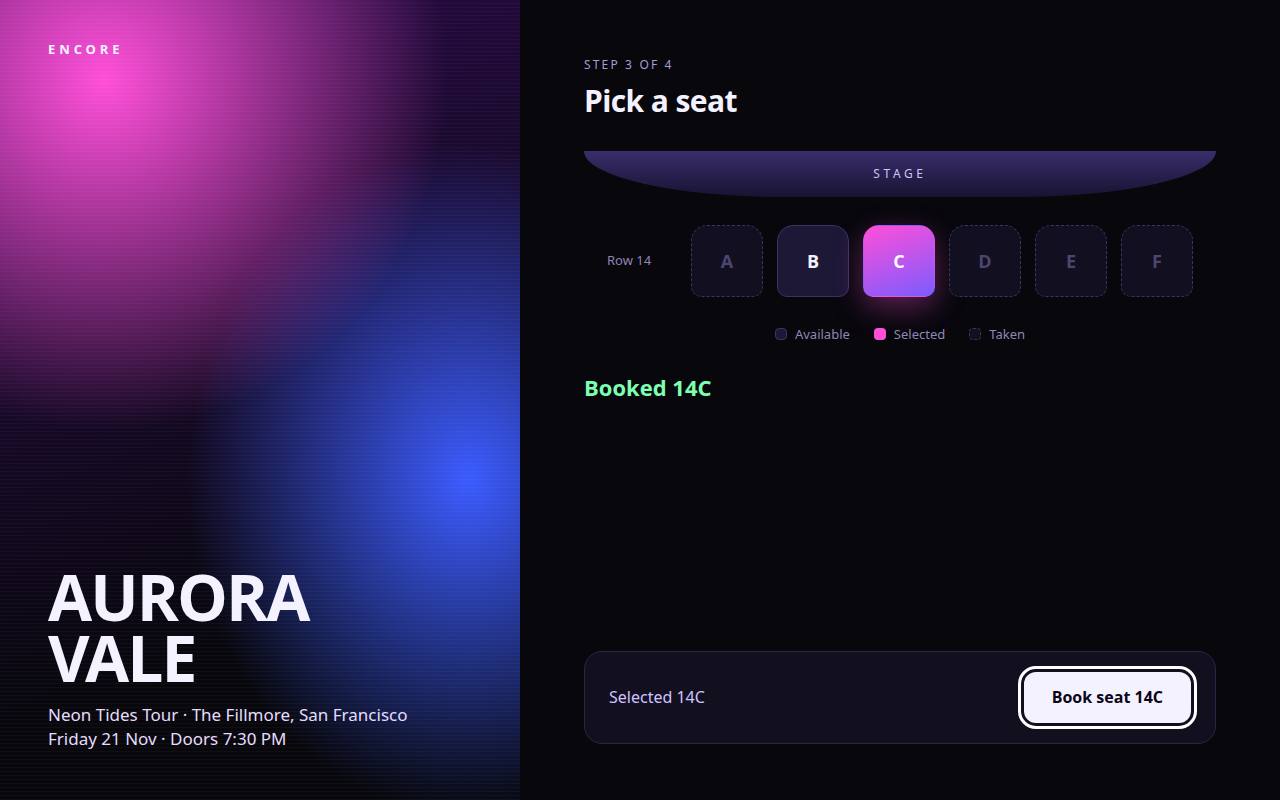 ENCORE
AURORA
VALE
Neon Tides Tour · The Fillmore, San Francisco
Friday 21 Nov · Doors 7:30 PM
STEP 3 OF 4
Pick a seat
STAGE
Row 14 A B C D E F
Available Selected Taken
Booked 14C
Selected 14C Book seat 14C